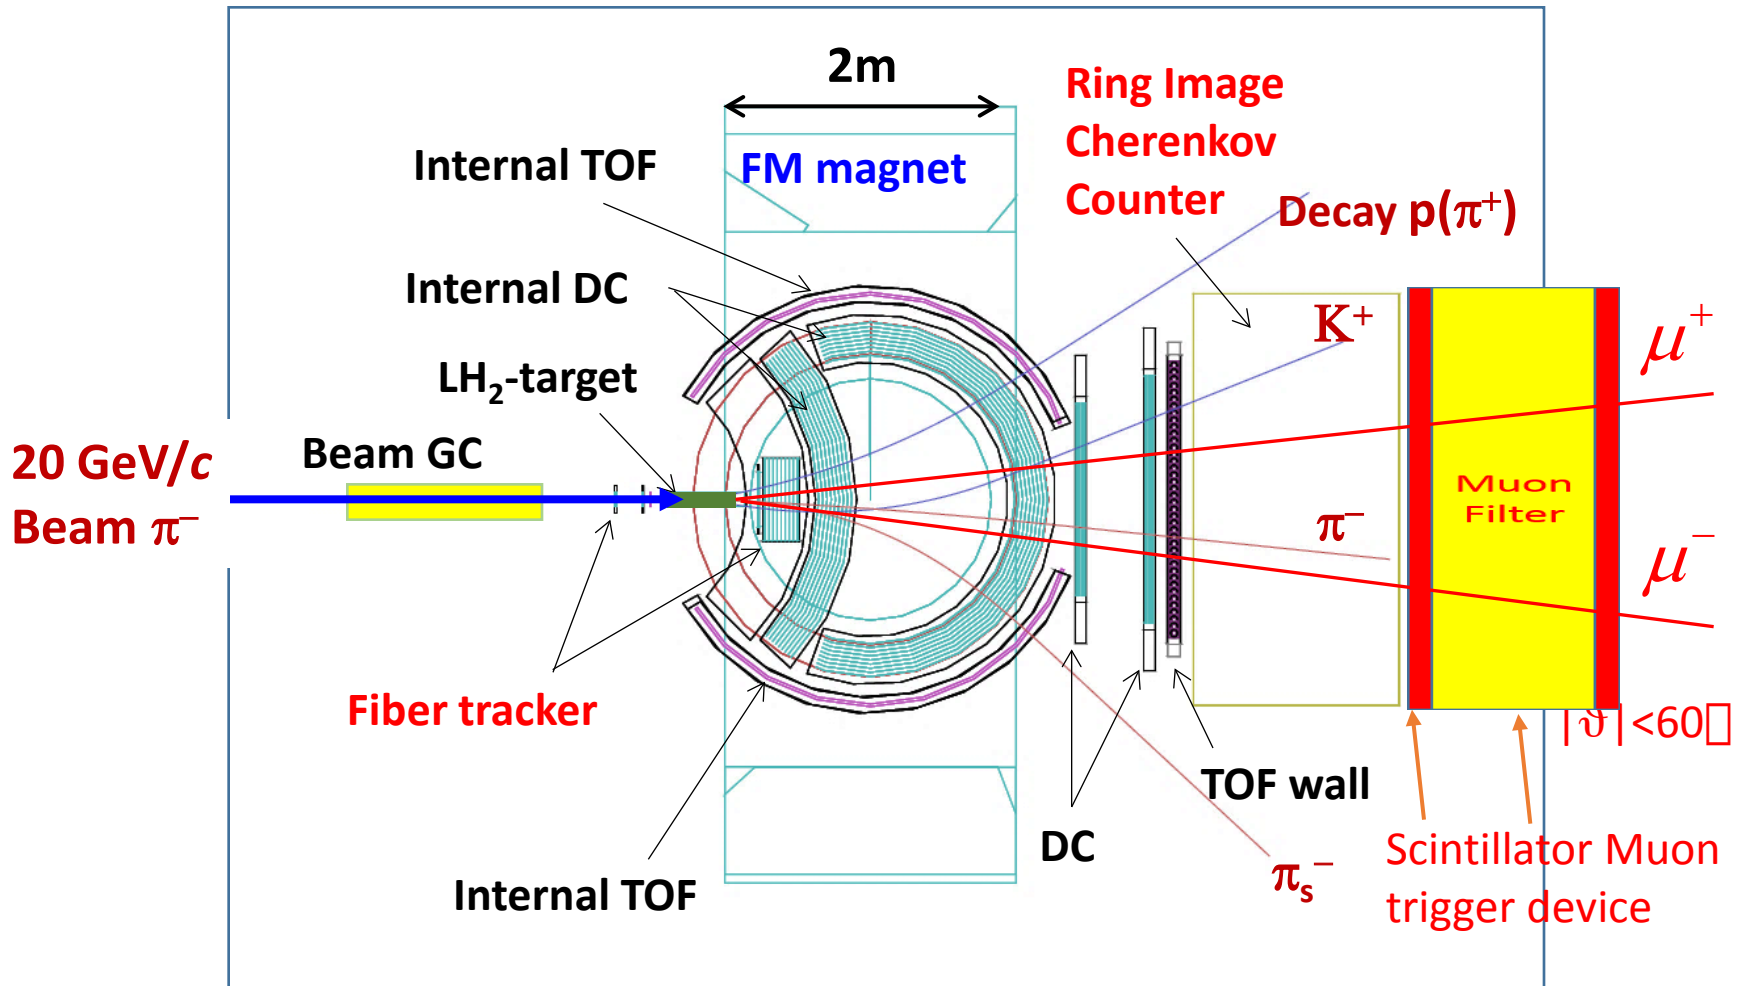 2m
Ring Image
Cherenkov
Counter
Internal TOF
FM magnet
Decay p(π⁺)
Internal DC
K⁺
μ⁺
LH₂-target
20 GeV/c
Beam π⁻
Beam GC
Muon
Filter
π⁻
μ⁻
Fiber tracker
|ϑ|<60
TOF wall
DC
Scintillator Muon
trigger device
Internal TOF
πₛ⁻